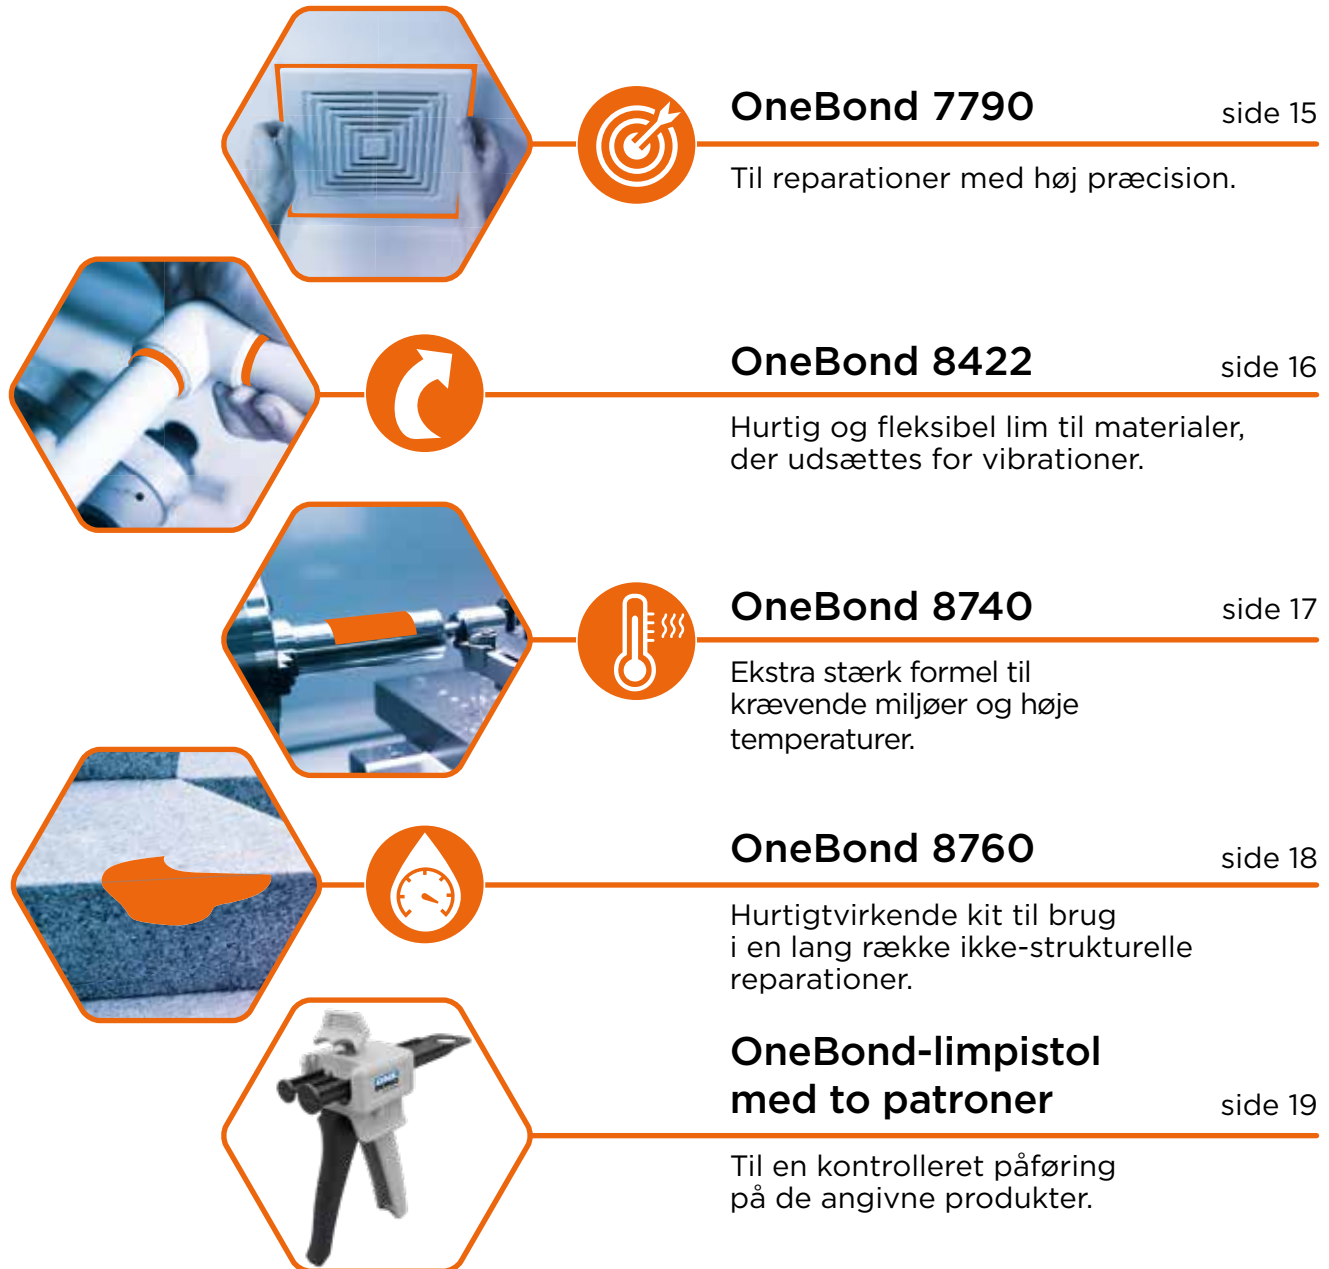 OneBond 7790
side 15
Til reparationer med høj præcision.
OneBond 8422
side 16
Hurtig og fleksibel lim til materialer,
der udsættes for vibrationer.
OneBond 8740
side 17
Ekstra stærk formel til
krævende miljøer og høje
temperaturer.
OneBond 8760
side 18
Hurtigtvirkende kit til brug
i en lang række ikke-strukturelle
reparationer.
OneBond-limpistol
med to patroner
side 19
Til en kontrolleret påføring
på de angivne produkter.